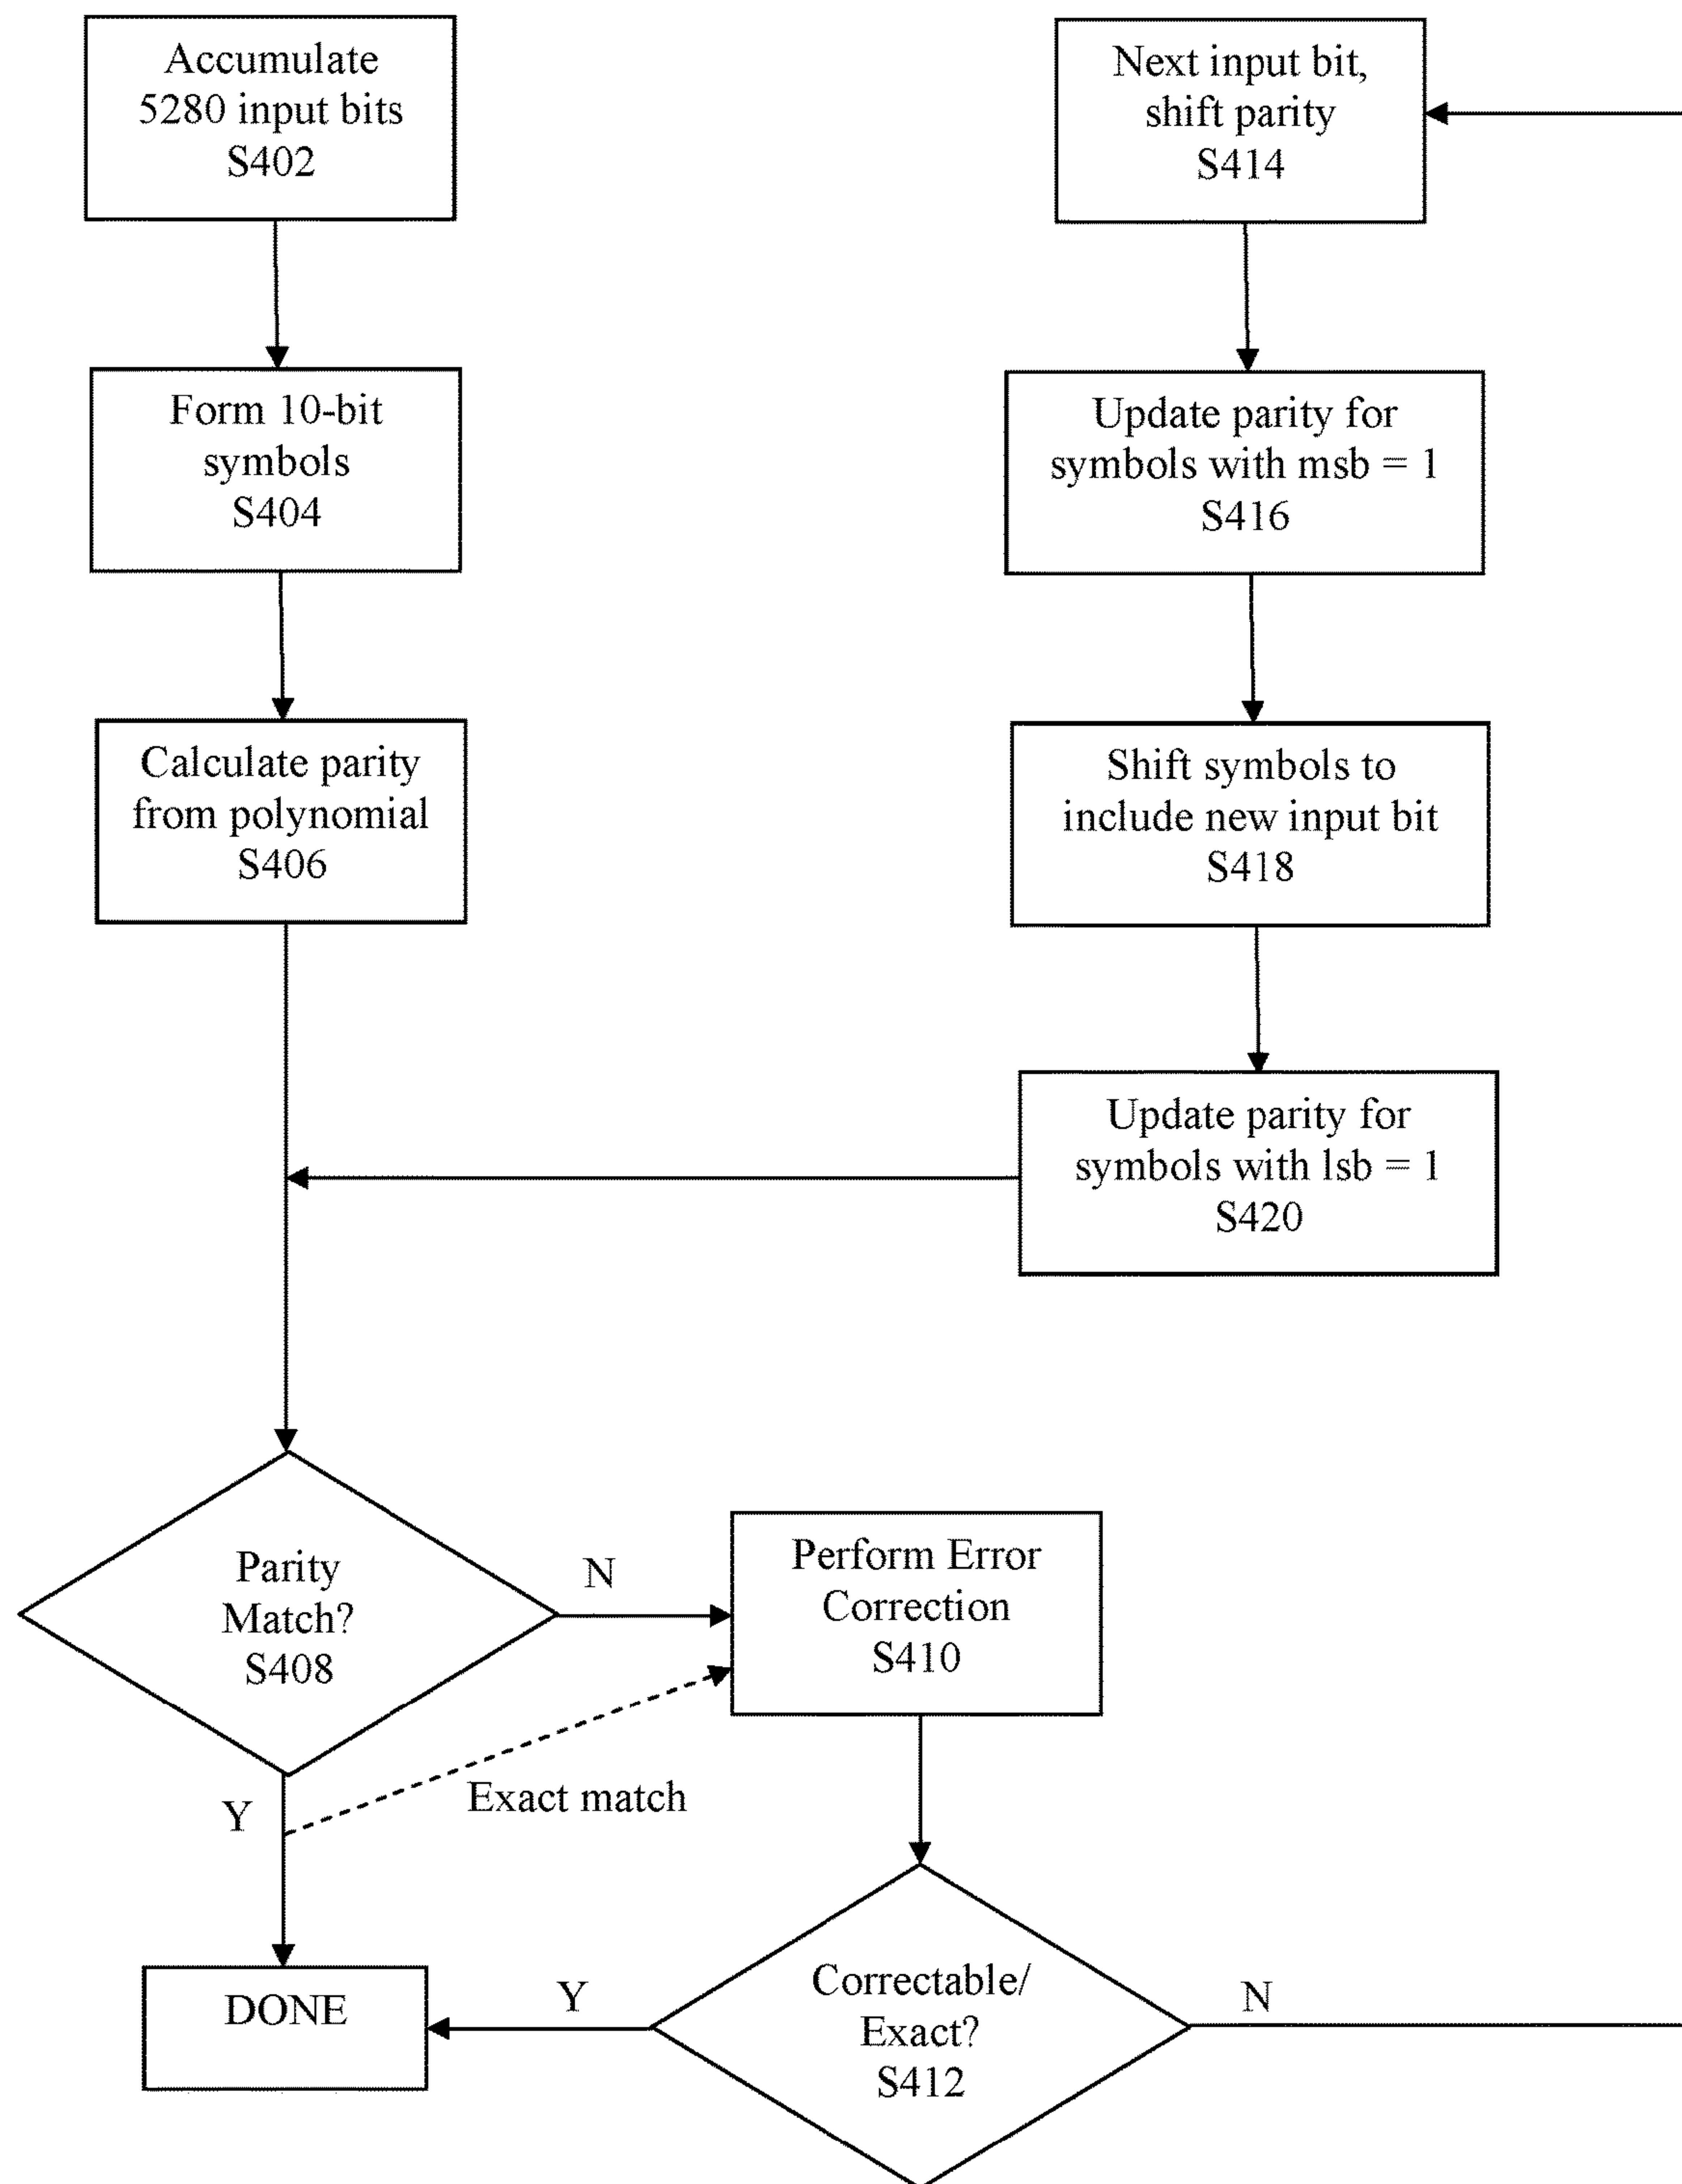 Accumulate
5280 input bits
S402
Form 10-bit
symbols
S404
Calculate parity
from polynomial
S406
Next input bit,
shift parity
S414
Update parity for
symbols with msb = 1
S416
Shift symbols to
include new input bit
S418
Update parity for
symbols with lsb = 1
S420
Parity
Match?
S408
N
Y
Exact match
Perform Error
Correction
S410
Correctable/
Exact?
S412
Y
N
DONE